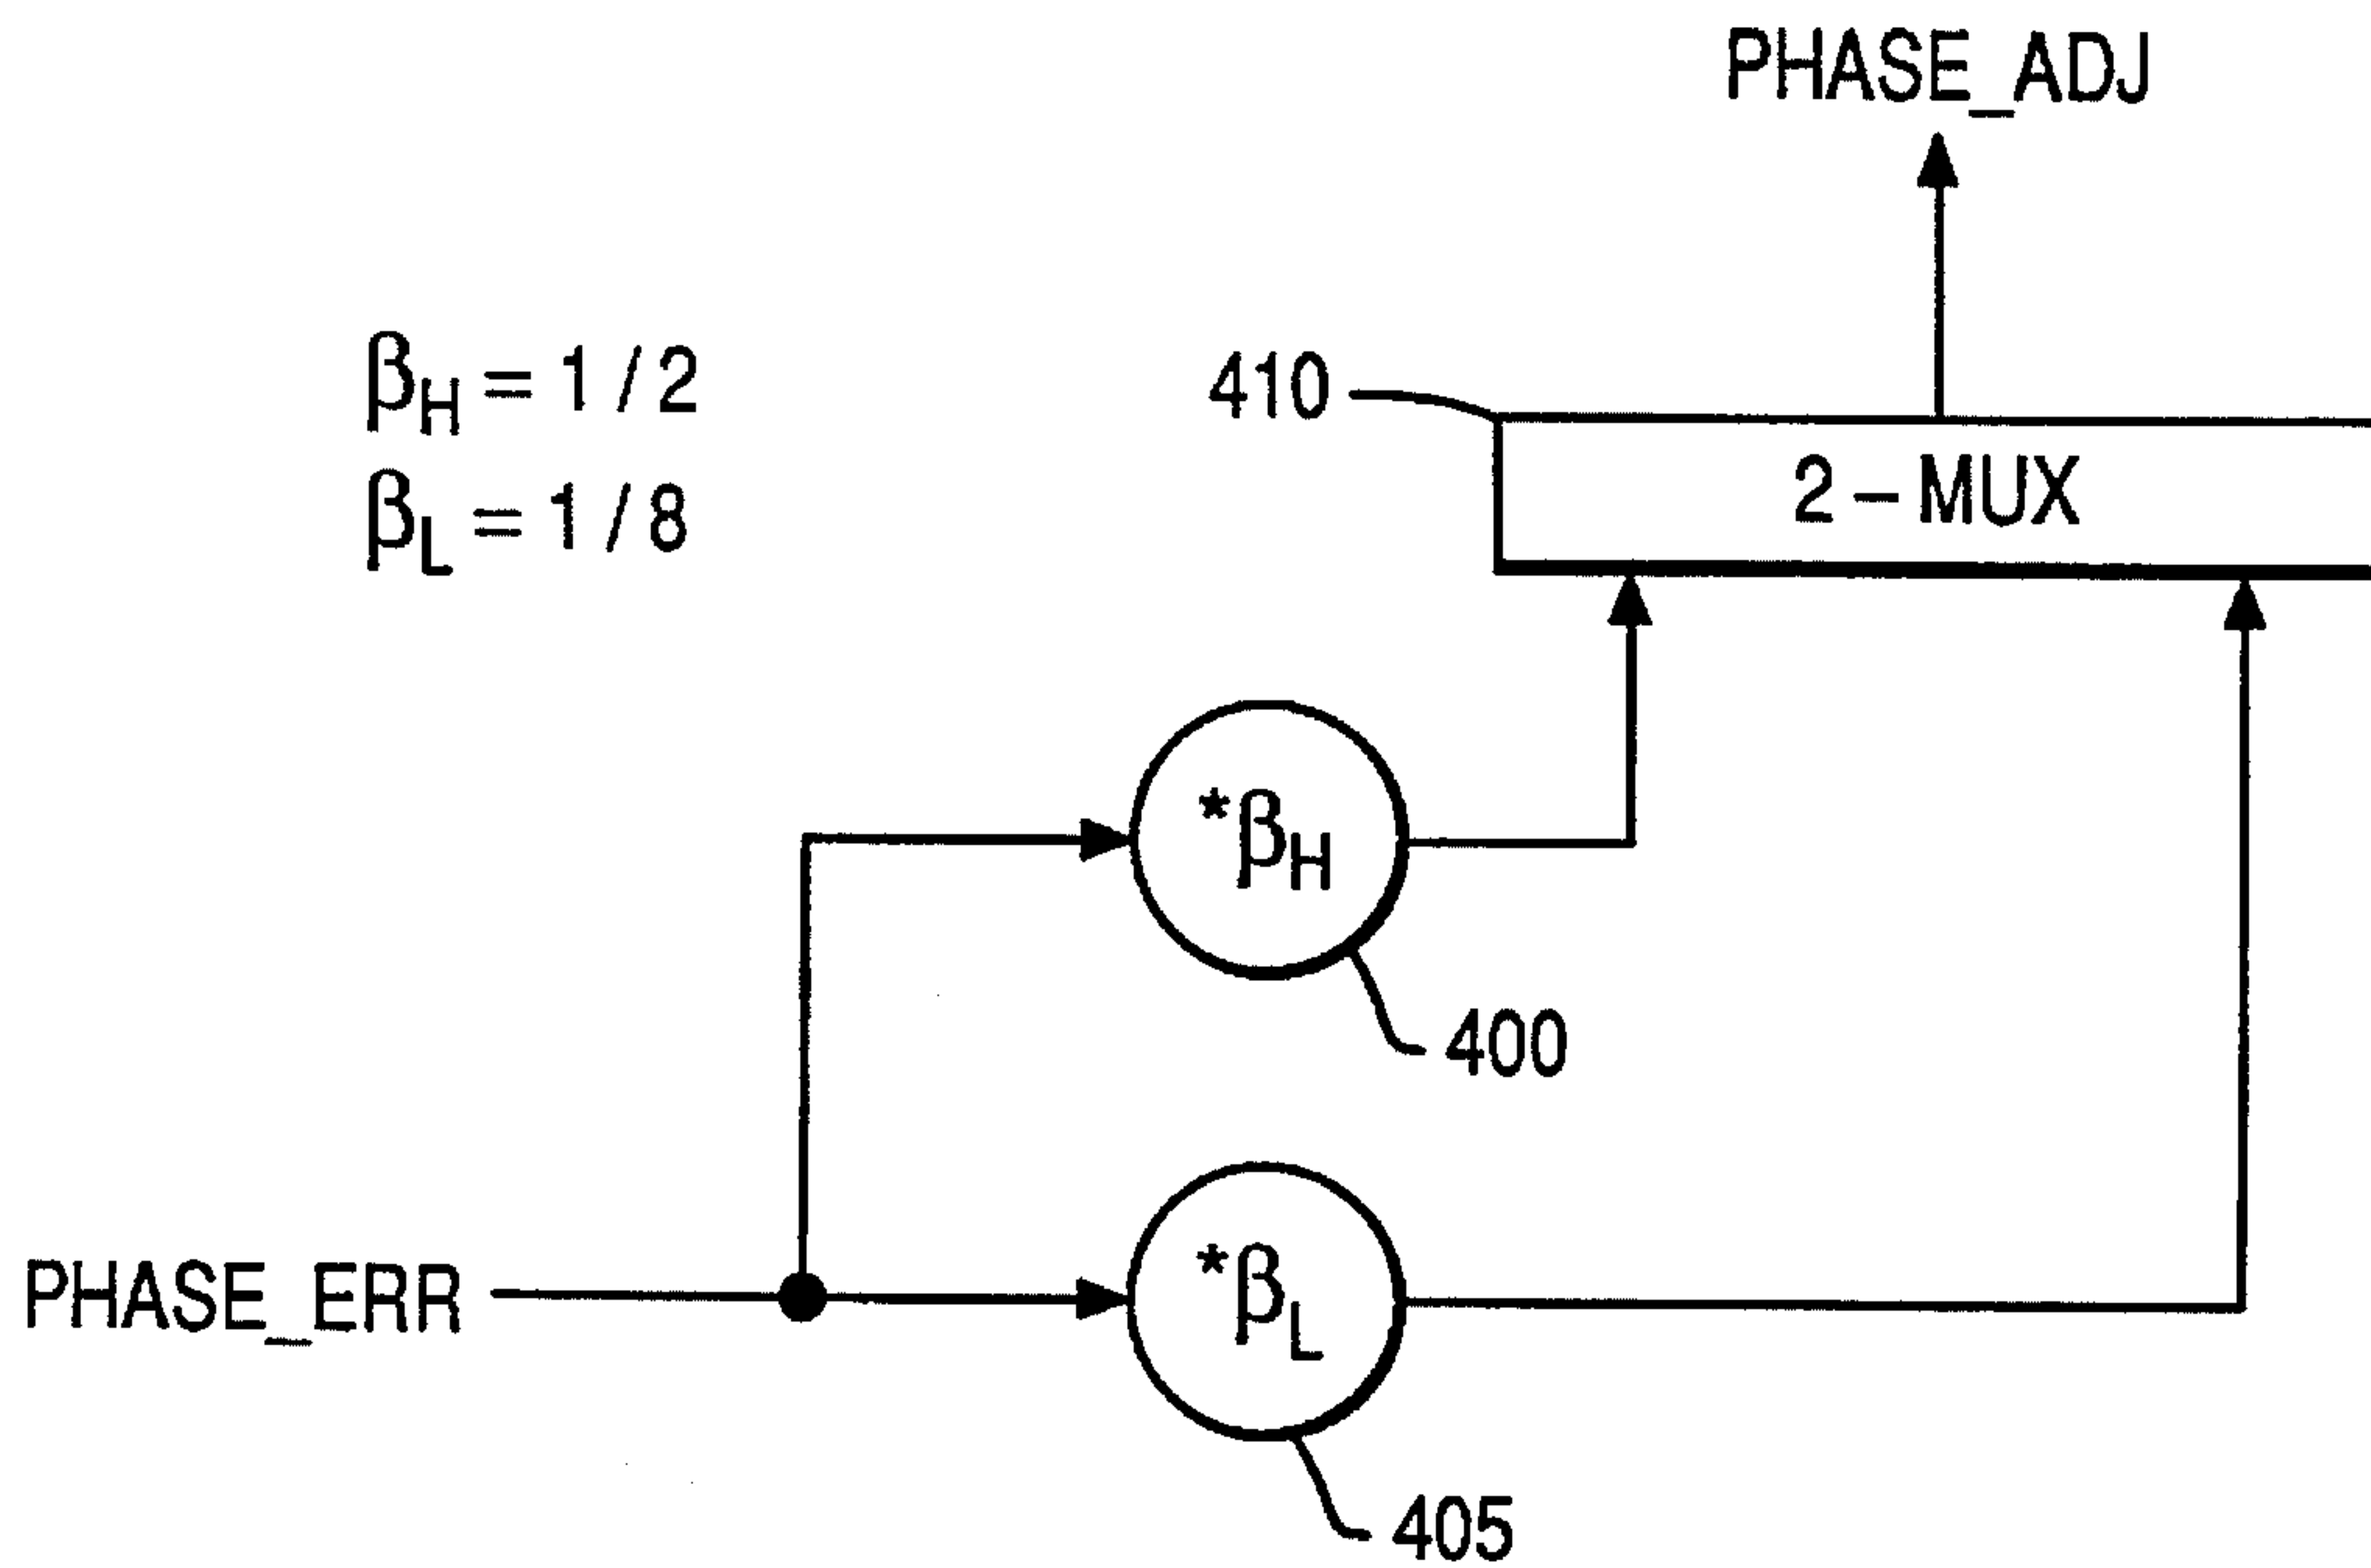 PHASE_ADJ
β_H = 1 / 2
410
2-MUX
β_L = 1 / 8
*β_H
400
PHASE_ERR
*β_L
405